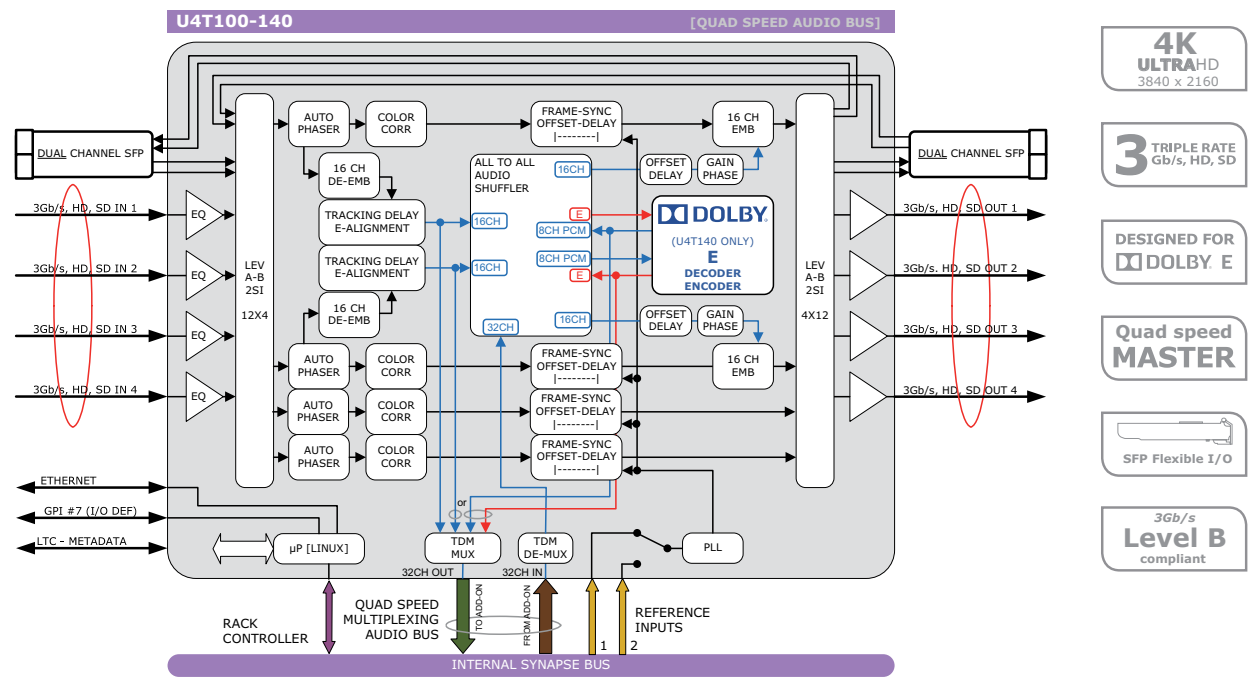 U4T100-140
[QUAD SPEED AUDIO BUS]
DUAL CHANNEL SFP
3Gb/s, HD, SD IN 1
3Gb/s, HD, SD IN 2
3Gb/s, HD, SD IN 3
3Gb/s, HD, SD IN 4
ETHERNET
GPI #7 (I/O DEF)
LTC - METADATA
EQ
EQ
EQ
EQ
LEV
A-B
2SI
12X4
AUTO
PHASER
COLOR
CORR
16 CH
DE-EMB
TRACKING DELAY
E-ALIGNMENT
TRACKING DELAY
E-ALIGNMENT
16 CH
DE-EMB
AUTO
PHASER
COLOR
CORR
AUTO
PHASER
COLOR
CORR
AUTO
PHASER
COLOR
CORR
FRAME-SYNC
OFFSET-DELAY
|--------|
ALL TO ALL
AUDIO
SHUFFLER
16CH
16CH
16CH
E
8CH PCM
8CH PCM
E
16CH
32CH
OFFSET
DELAY
GAIN
PHASE
16 CH
EMB
DOLBY
(U4T140 ONLY)
E
DECODER
ENCODER
OFFSET
DELAY
GAIN
PHASE
16 CH
EMB
FRAME-SYNC
OFFSET-DELAY
|--------|
FRAME-SYNC
OFFSET-DELAY
|--------|
FRAME-SYNC
OFFSET-DELAY
|--------|
LEV
A-B
2SI
4X12
DUAL CHANNEL SFP
3Gb/s, HD, SD OUT 1
3Gb/s. HD, SD OUT 2
3Gb/s, HD, SD OUT 3
3Gb/s, HD, SD OUT 4
or
µP [LINUX]
TDM
MUX
TDM
DE-MUX
PLL
32CH OUT
32CH IN
RACK
CONTROLLER
QUAD SPEED
MULTIPLEXING
AUDIO BUS
TO ADD-ON
FROM ADD-ON
1
2
REFERENCE
INPUTS
INTERNAL SYNAPSE BUS
4K
ULTRAHD
3840 x 2160
3
TRIPLE RATE
Gb/s, HD, SD
DESIGNED FOR
DOLBY E
Quad speed
MASTER
SFP Flexible I/O
3Gb/s
Level B
compliant